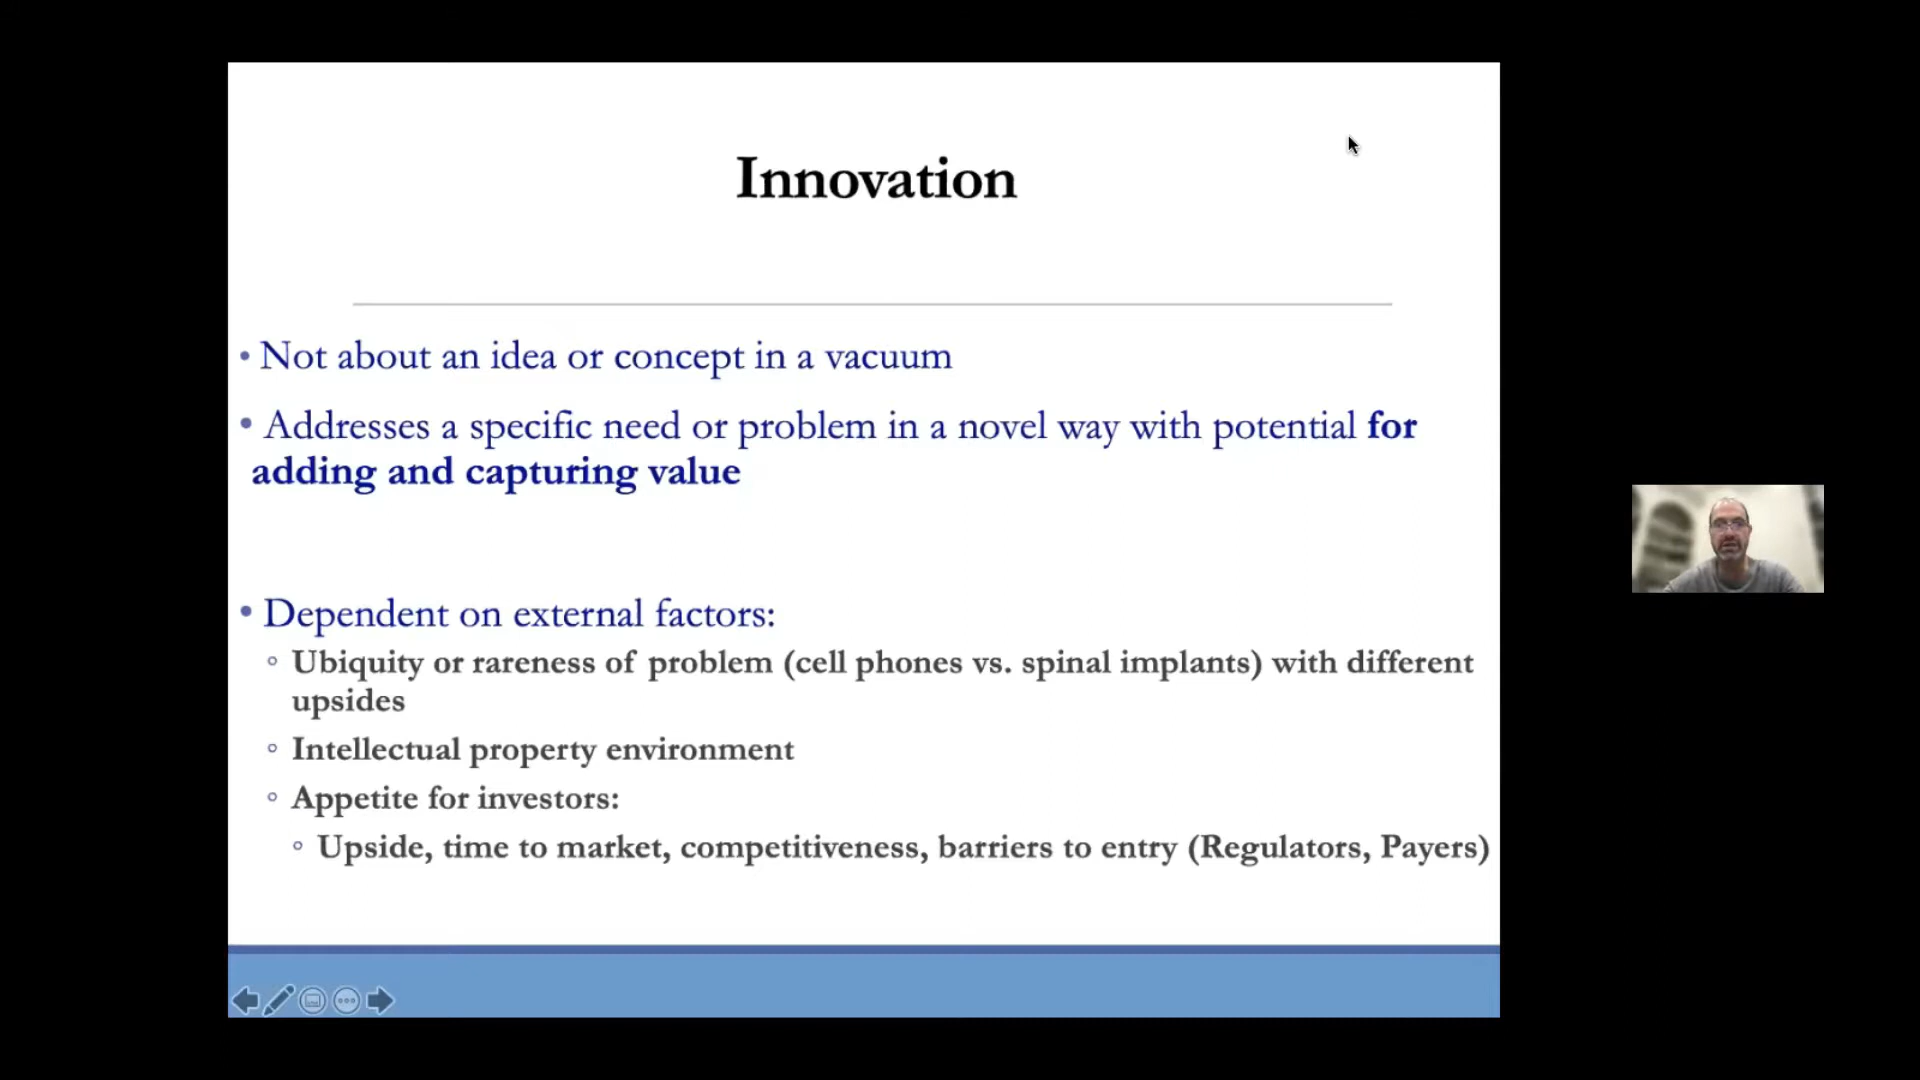 Innovation
• Not about an idea or concept in a vacuum
• Addresses a specific need or problem in a novel way with potential for
adding and capturing value
• Dependent on external factors:
◦ Ubiquity or rareness of problem (cell phones vs. spinal implants) with different
upsides
◦ Intellectual property environment
◦ Appetite for investors:
◦ Upside, time to market, competitiveness, barriers to entry (Regulators, Payers)